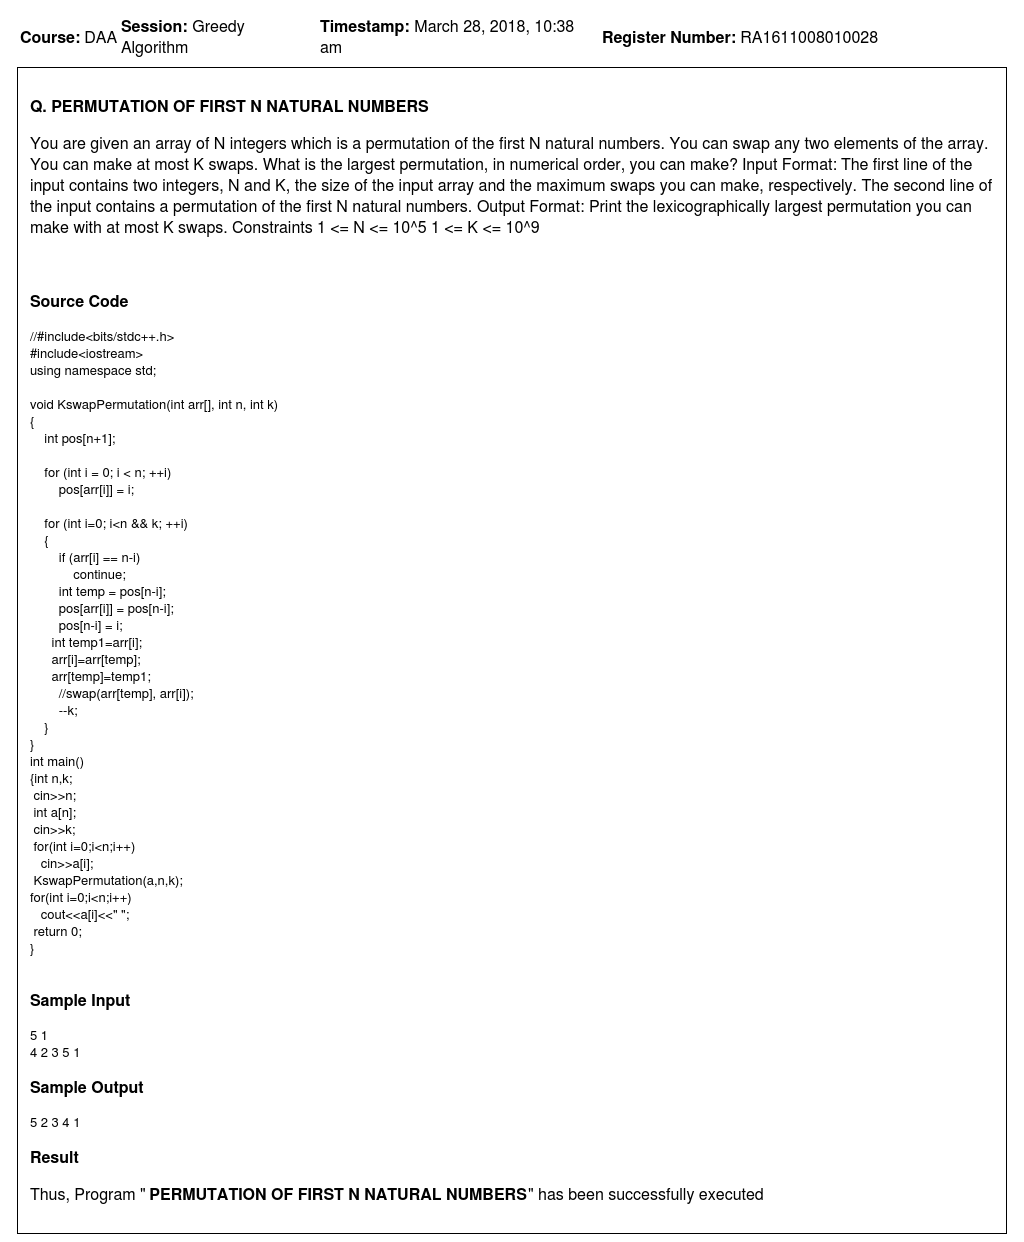 Course: DAA Session: Greedy Algorithm Timestamp: March 28, 2018, 10:38 am Register Number: RA1611008010028
Q. PERMUTATION OF FIRST N NATURAL NUMBERS
You are given an array of N integers which is a permutation of the first N natural numbers. You can swap any two elements of the array.
You can make at most K swaps. What is the largest permutation, in numerical order, you can make? Input Format: The first line of the
input contains two integers, N and K, the size of the input array and the maximum swaps you can make, respectively. The second line of
the input contains a permutation of the first N natural numbers. Output Format: Print the lexicographically largest permutation you can
make with at most K swaps. Constraints 1 <= N <= 10^5 1 <= K <= 10^9
Source Code
//#include<bits/stdc++.h>
#include<iostream>
using namespace std;
void KswapPermutation(int arr[], int n, int k)
{
    int pos[n+1];
    for (int i = 0; i < n; ++i)
        pos[arr[i]] = i;
    for (int i=0; i<n && k; ++i)
    {
        if (arr[i] == n-i)
            continue;
        int temp = pos[n-i];
        pos[arr[i]] = pos[n-i];
        pos[n-i] = i;
      int temp1=arr[i];
      arr[i]=arr[temp];
      arr[temp]=temp1;
        //swap(arr[temp], arr[i]);
        --k;
    }
}
int main()
{int n,k;
 cin>>n;
 int a[n];
 cin>>k;
 for(int i=0;i<n;i++)
   cin>>a[i];
 KswapPermutation(a,n,k);
for(int i=0;i<n;i++)
   cout<<a[i]<<" ";
 return 0;
}
Sample Input
5 1
4 2 3 5 1
Sample Output
5 2 3 4 1
Result
Thus, Program " PERMUTATION OF FIRST N NATURAL NUMBERS" has been successfully executed